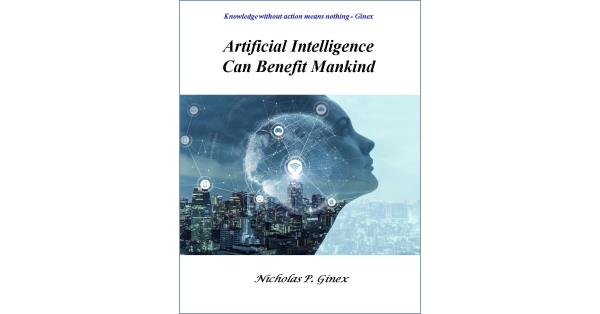 Knowledge without action means nothing - Ginex
Artificial Intelligence
Can Benefit Mankind
Nicholas P. Ginex